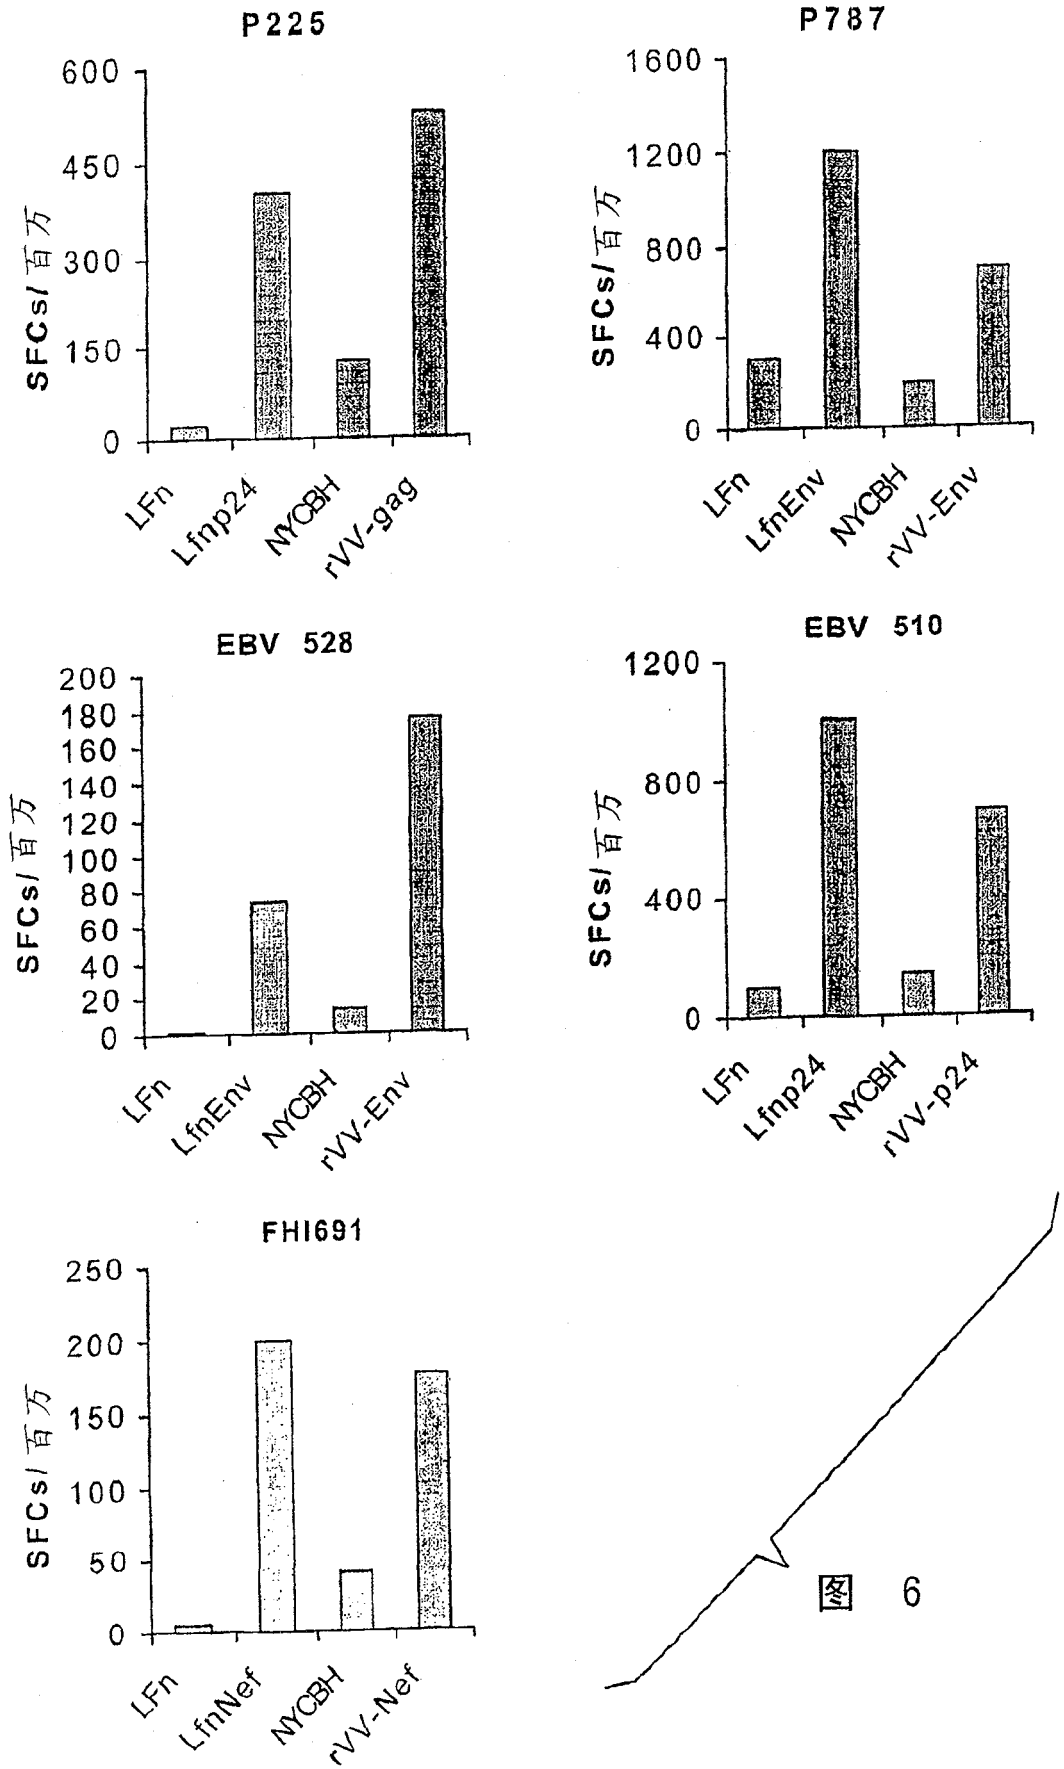 P225
600
450
300
150
0
SFCs/百万
LFn
Lfnp24
NYCBH
rVV-gag
P787
1600
1200
800
400
0
SFCs/百万
LFn
LfnEnv
NYCBH
rVV-Env
EBV 528
200
180
160
140
120
100
80
60
40
20
0
SFCs/百万
LFn
LfnEnv
NYCBH
rVV-Env
EBV 510
1200
800
400
0
SFCs/百万
LFn
Lfnp24
NYCBH
rVV-p24
FHI691
250
200
150
100
50
0
SFCs/百万
LFn
LfnNef
NYCBH
rVV-Nef
图 6